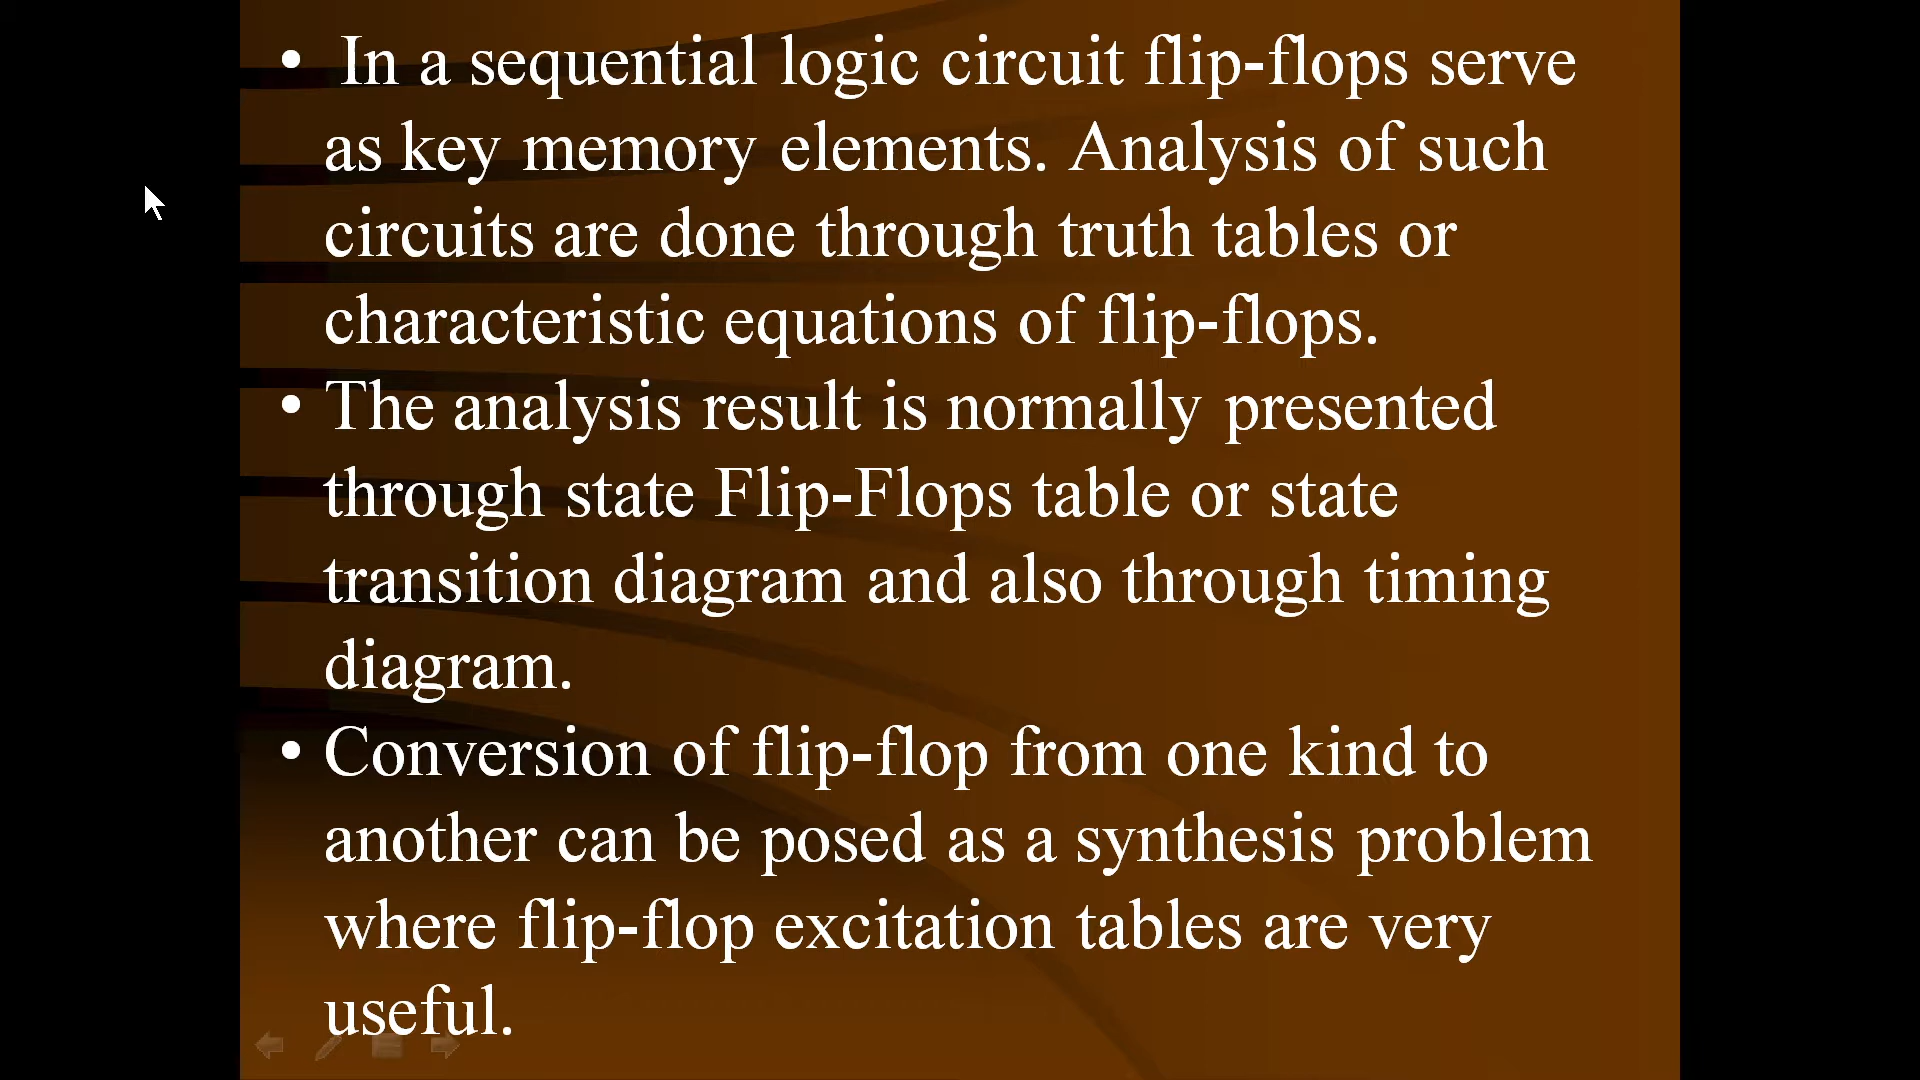 • In a sequential logic circuit flip-flops serve
as key memory elements. Analysis of such
circuits are done through truth tables or
characteristic equations of flip-flops.
• The analysis result is normally presented
through state Flip-Flops table or state
transition diagram and also through timing
diagram.
• Conversion of flip-flop from one kind to
another can be posed as a synthesis problem
where flip-flop excitation tables are very
useful.